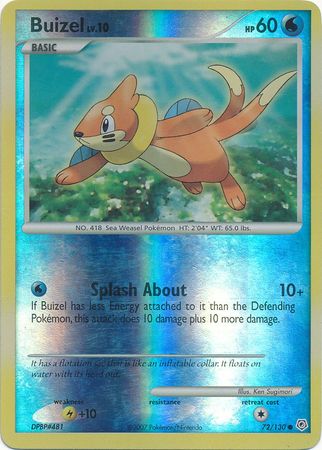 Buizel LV.10 HP 60
BASIC
NO. 418 Sea Weasel Pokémon HT: 2'04" WT: 65.0 lbs.
Splash About 10+
If Buizel has less Energy attached to it than the Defending
Pokémon, this attack does 10 damage plus 10 more damage.
It has a flotation sac that is like an inflatable collar. It floats on
water with its head out.
Illus. Ken Sugimori
weakness resistance retreat cost
+10
DPBP#481 ©2007 Pokémon/Nintendo 72/130